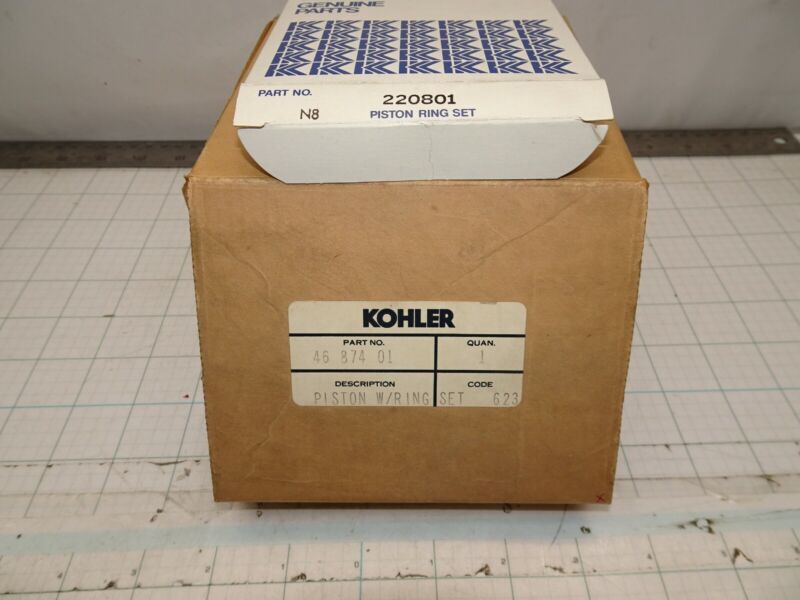 GENUINE
PARTS
PART NO. 220801
N8 PISTON RING SET
KOHLER
PART NO. QUAN.
46 874 01 1
DESCRIPTION CODE
PISTON W/RING SET 623